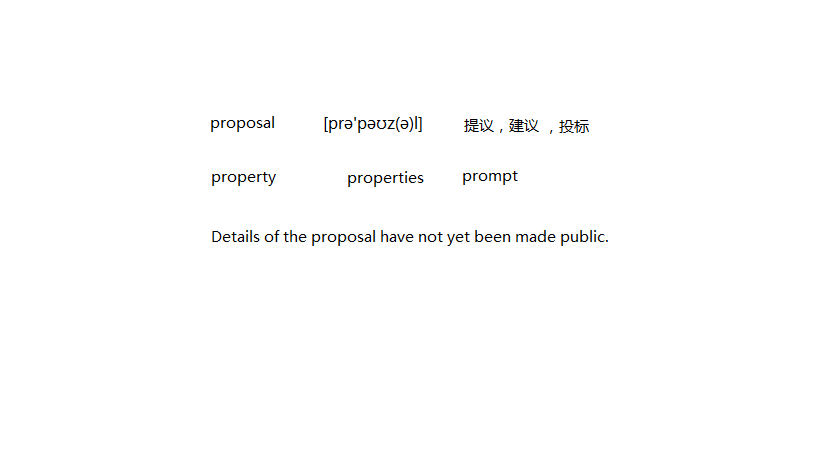 proposal [prə'pəʊz(ə)l] 提议，建议 ，投标
property properties prompt
Details of the proposal have not yet been made public.